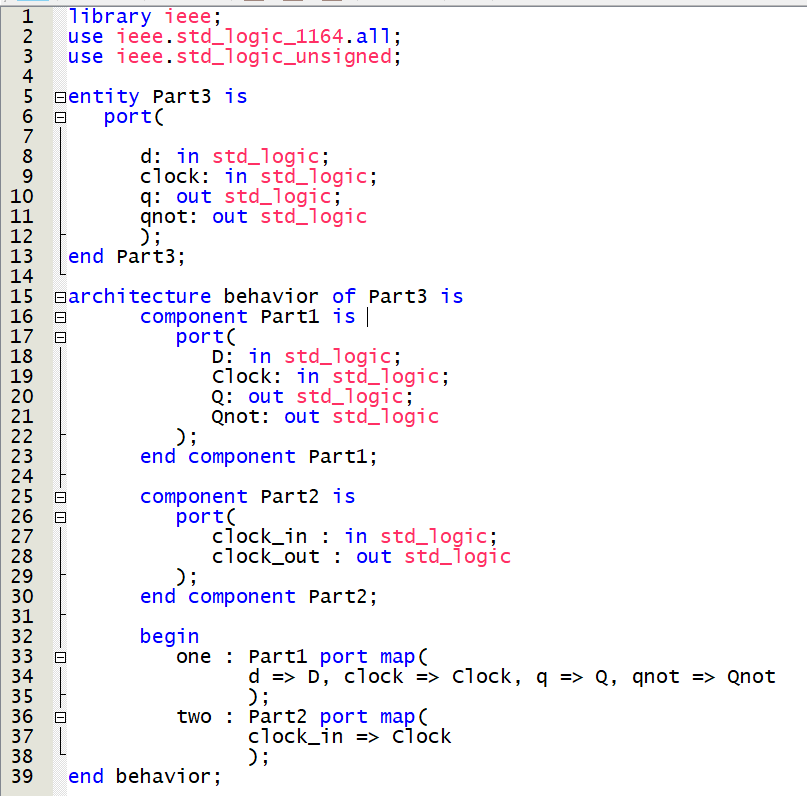 1 library ieee;
2 use ieee.std_logic_1164.all;
3 use ieee.std_logic_unsigned;
4
5 entity Part3 is
6 port(
7
8 d: in std_logic;
9 clock: in std_logic;
10 q: out std_logic;
11 qnot: out std_logic
12 );
13 end Part3;
14
15 architecture behavior of Part3 is
16 component Part1 is
17 port(
18 D: in std_logic;
19 Clock: in std_logic;
20 Q: out std_logic;
21 Qnot: out std_logic
22 );
23 end component Part1;
24
25 component Part2 is
26 port(
27 clock_in : in std_logic;
28 clock_out : out std_logic
29 );
30 end component Part2;
31
32 begin
33 one : Part1 port map(
34 d => D, clock => Clock, q => Q, qnot => Qnot
35 );
36 two : Part2 port map(
37 clock_in => Clock
38 );
39 end behavior;